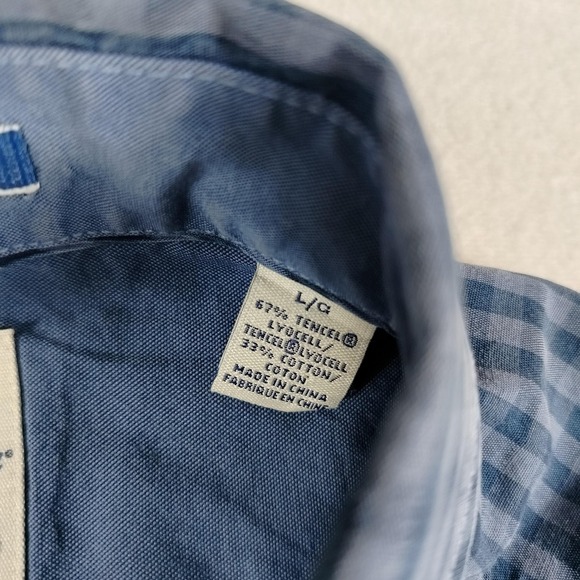 L/G
67% TENCEL®
LYOCELL/
TENCEL®LYOCELL
33% COTTON/
COTON
MADE IN CHINA
FABRIQUE EN CHINE